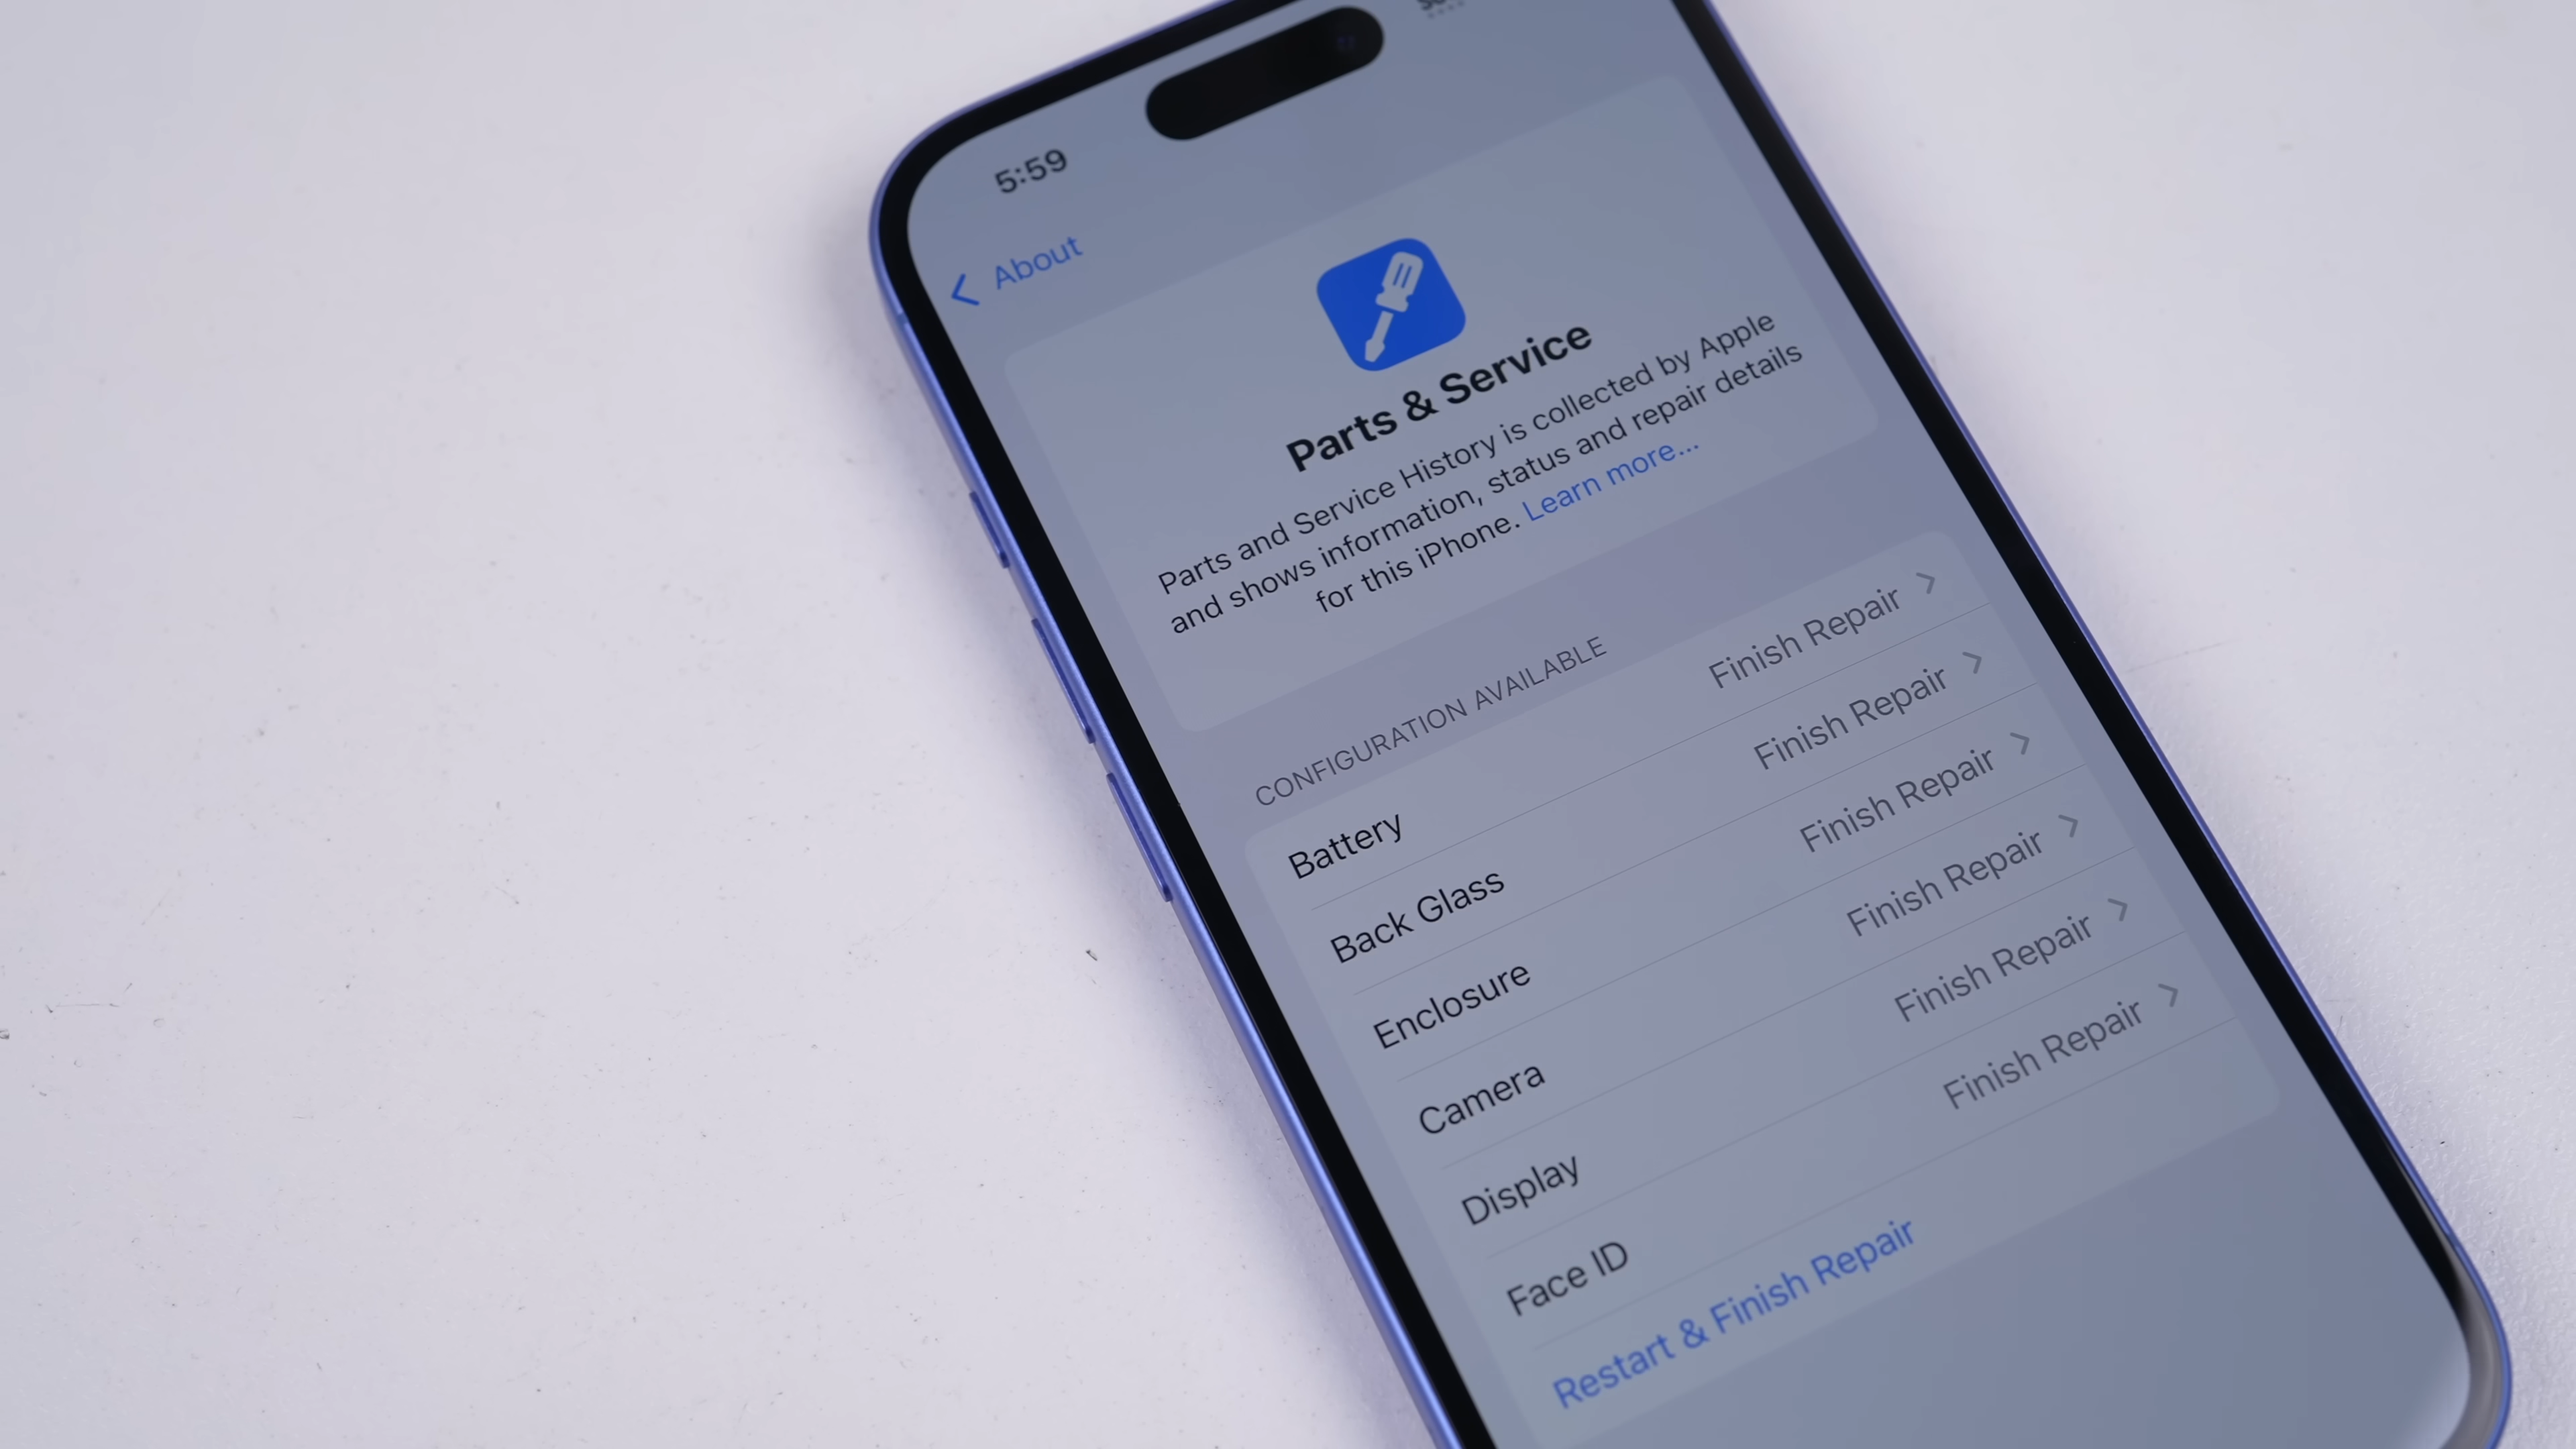 5:59
About
Parts & Service
Parts and Service History is collected by Apple
and shows information, status and repair details
for this iPhone. Learn more...
CONFIGURATION AVAILABLE
Battery Finish Repair
Back Glass Finish Repair
Enclosure Finish Repair
Camera Finish Repair
Display Finish Repair
Face ID Finish Repair
Restart & Finish Repair